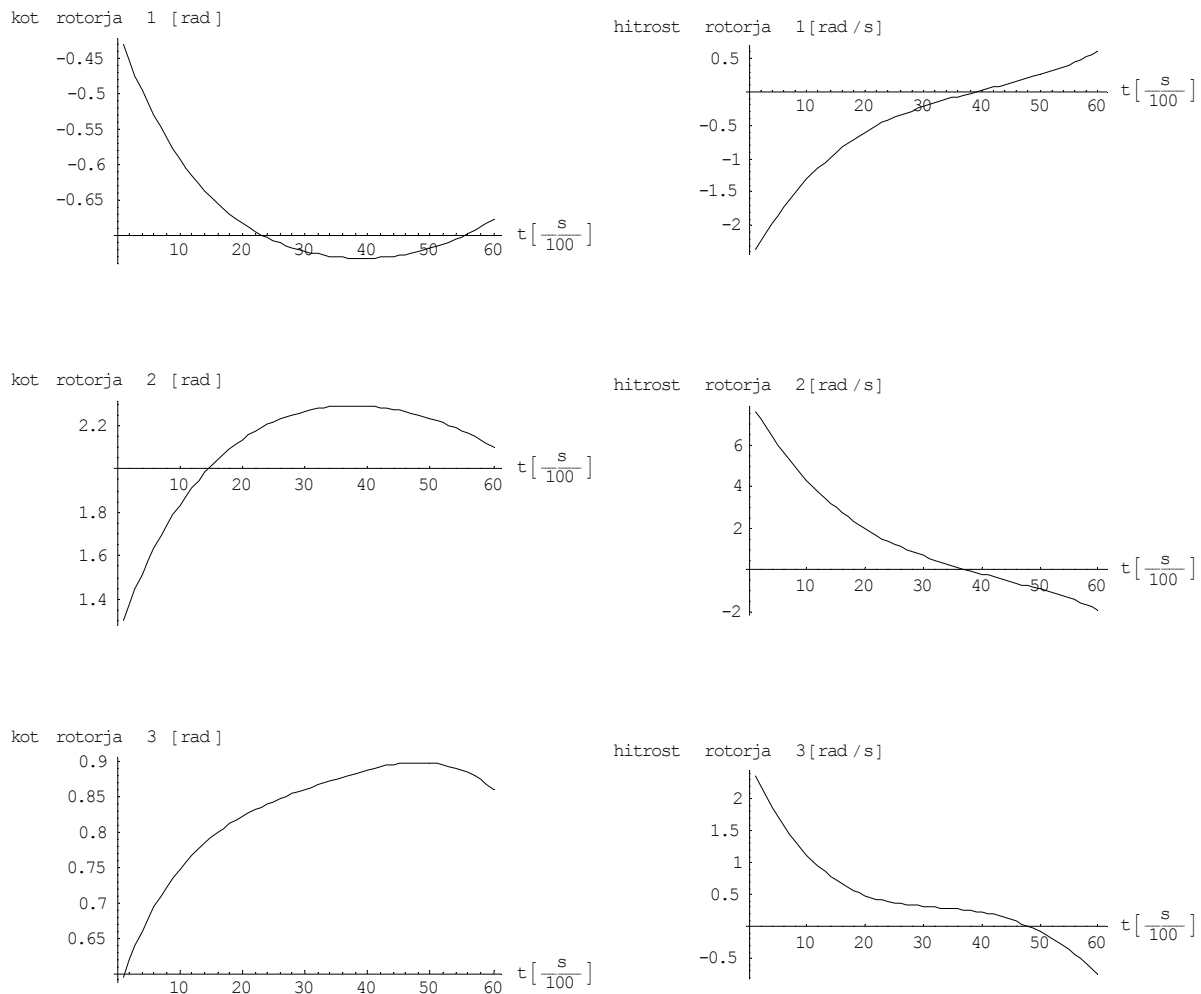 kot rotorja 1 [rad]
-0.45
-0.5
-0.55
-0.6
-0.65
10 20 30 40 50 60
t[s/100]
hitrost rotorja 1[rad/s]
0.5
-0.5
-1
-1.5
-2
10 20 30 40 50 60
t[s/100]
kot rotorja 2 [rad]
2.2
1.8
1.6
1.4
10 20 30 40 50 60
t[s/100]
hitrost rotorja 2[rad/s]
6
4
2
-2
10 20 30 40 50 60
t[s/100]
kot rotorja 3 [rad]
0.9
0.85
0.8
0.75
0.7
0.65
10 20 30 40 50 60
t[s/100]
hitrost rotorja 3[rad/s]
2
1.5
1
0.5
-0.5
10 20 30 40 50 60
t[s/100]